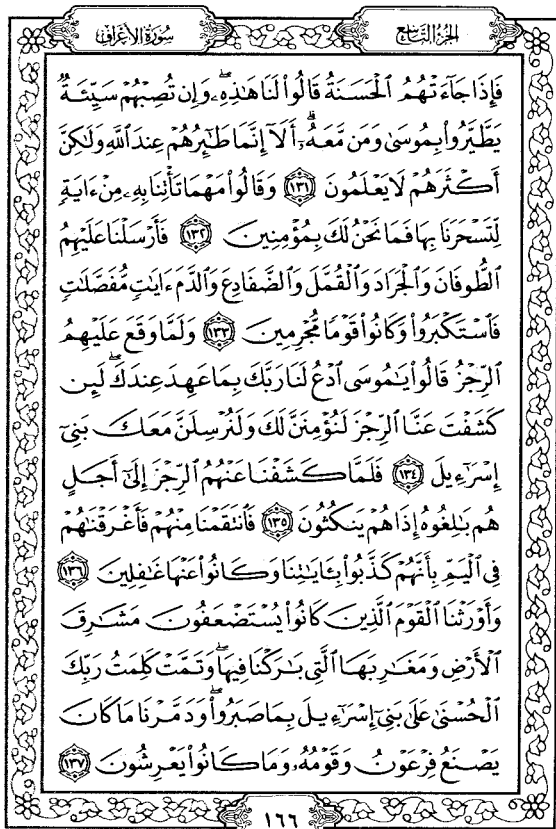 سُورَةُ الأَعْرَافِ
الجُزْءُ التَّاسِعُ
فَإِذَا جَآءَتْهُمُ ٱلْحَسَنَةُ قَالُوا۟ لَنَا هَٰذِهِۦۖ وَإِن تُصِبْهُمْ سَيِّئَةٌۭ
يَطَّيَّرُوا۟ بِمُوسَىٰ وَمَن مَّعَهُۥٓۗ أَلَآ إِنَّمَا طَٰٓئِرُهُمْ عِندَ ٱللَّهِ وَلَٰكِنَّ
أَكْثَرَهُمْ لَا يَعْلَمُونَ ١٣١ وَقَالُوا۟ مَهْمَا تَأْتِنَا بِهِۦ مِنْ ءَايَةٍۢ
لِّتَسْحَرَنَا بِهَا فَمَا نَحْنُ لَكَ بِمُؤْمِنِينَ ١٣٢ فَأَرْسَلْنَا عَلَيْهِمُ
ٱلطُّوفَانَ وَٱلْجَرَادَ وَٱلْقُمَّلَ وَٱلضَّفَادِعَ وَٱلدَّمَ ءَايَٰتٍۢ مُّفَصَّلَٰتٍۢ
فَٱسْتَكْبَرُوا۟ وَكَانُوا۟ قَوْمًۭا مُّجْرِمِينَ ١٣٣ وَلَمَّا وَقَعَ عَلَيْهِمُ
ٱلرِّجْزُ قَالُوا۟ يَٰمُوسَى ٱدْعُ لَنَا رَبَّكَ بِمَا عَهِدَ عِندَكَۖ لَئِن
كَشَفْتَ عَنَّا ٱلرِّجْزَ لَنُؤْمِنَنَّ لَكَ وَلَنُرْسِلَنَّ مَعَكَ بَنِىٓ
إِسْرَٰٓءِيلَ ١٣٤ فَلَمَّا كَشَفْنَا عَنْهُمُ ٱلرِّجْزَ إِلَىٰٓ أَجَلٍ
هُم بَٰلِغُوهُ إِذَا هُمْ يَنكُثُونَ ١٣٥ فَٱنتَقَمْنَا مِنْهُمْ فَأَغْرَقْنَٰهُمْ
فِى ٱلْيَمِّ بِأَنَّهُمْ كَذَّبُوا۟ بِـَٔايَٰتِنَا وَكَانُوا۟ عَنْهَا غَٰفِلِينَ ١٣٦
وَأَوْرَثْنَا ٱلْقَوْمَ ٱلَّذِينَ كَانُوا۟ يُسْتَضْعَفُونَ مَشَٰرِقَ
ٱلْأَرْضِ وَمَغَٰرِبَهَا ٱلَّتِى بَٰرَكْنَا فِيهَاۖ وَتَمَّتْ كَلِمَتُ رَبِّكَ
ٱلْحُسْنَىٰ عَلَىٰ بَنِىٓ إِسْرَٰٓءِيلَ بِمَا صَبَرُوا۟ۖ وَدَمَّرْنَا مَا كَانَ
يَصْنَعُ فِرْعَوْنُ وَقَوْمُهُۥ وَمَا كَانُوا۟ يَعْرِشُونَ ١٣٧
١٦٦